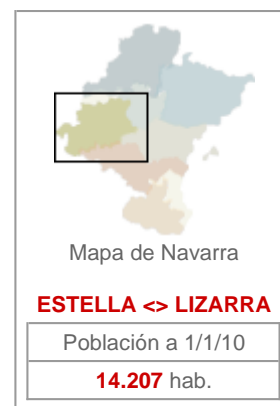 Mapa de Navarra
ESTELLA <> LIZARRA
Población a 1/1/10
14.207 hab.